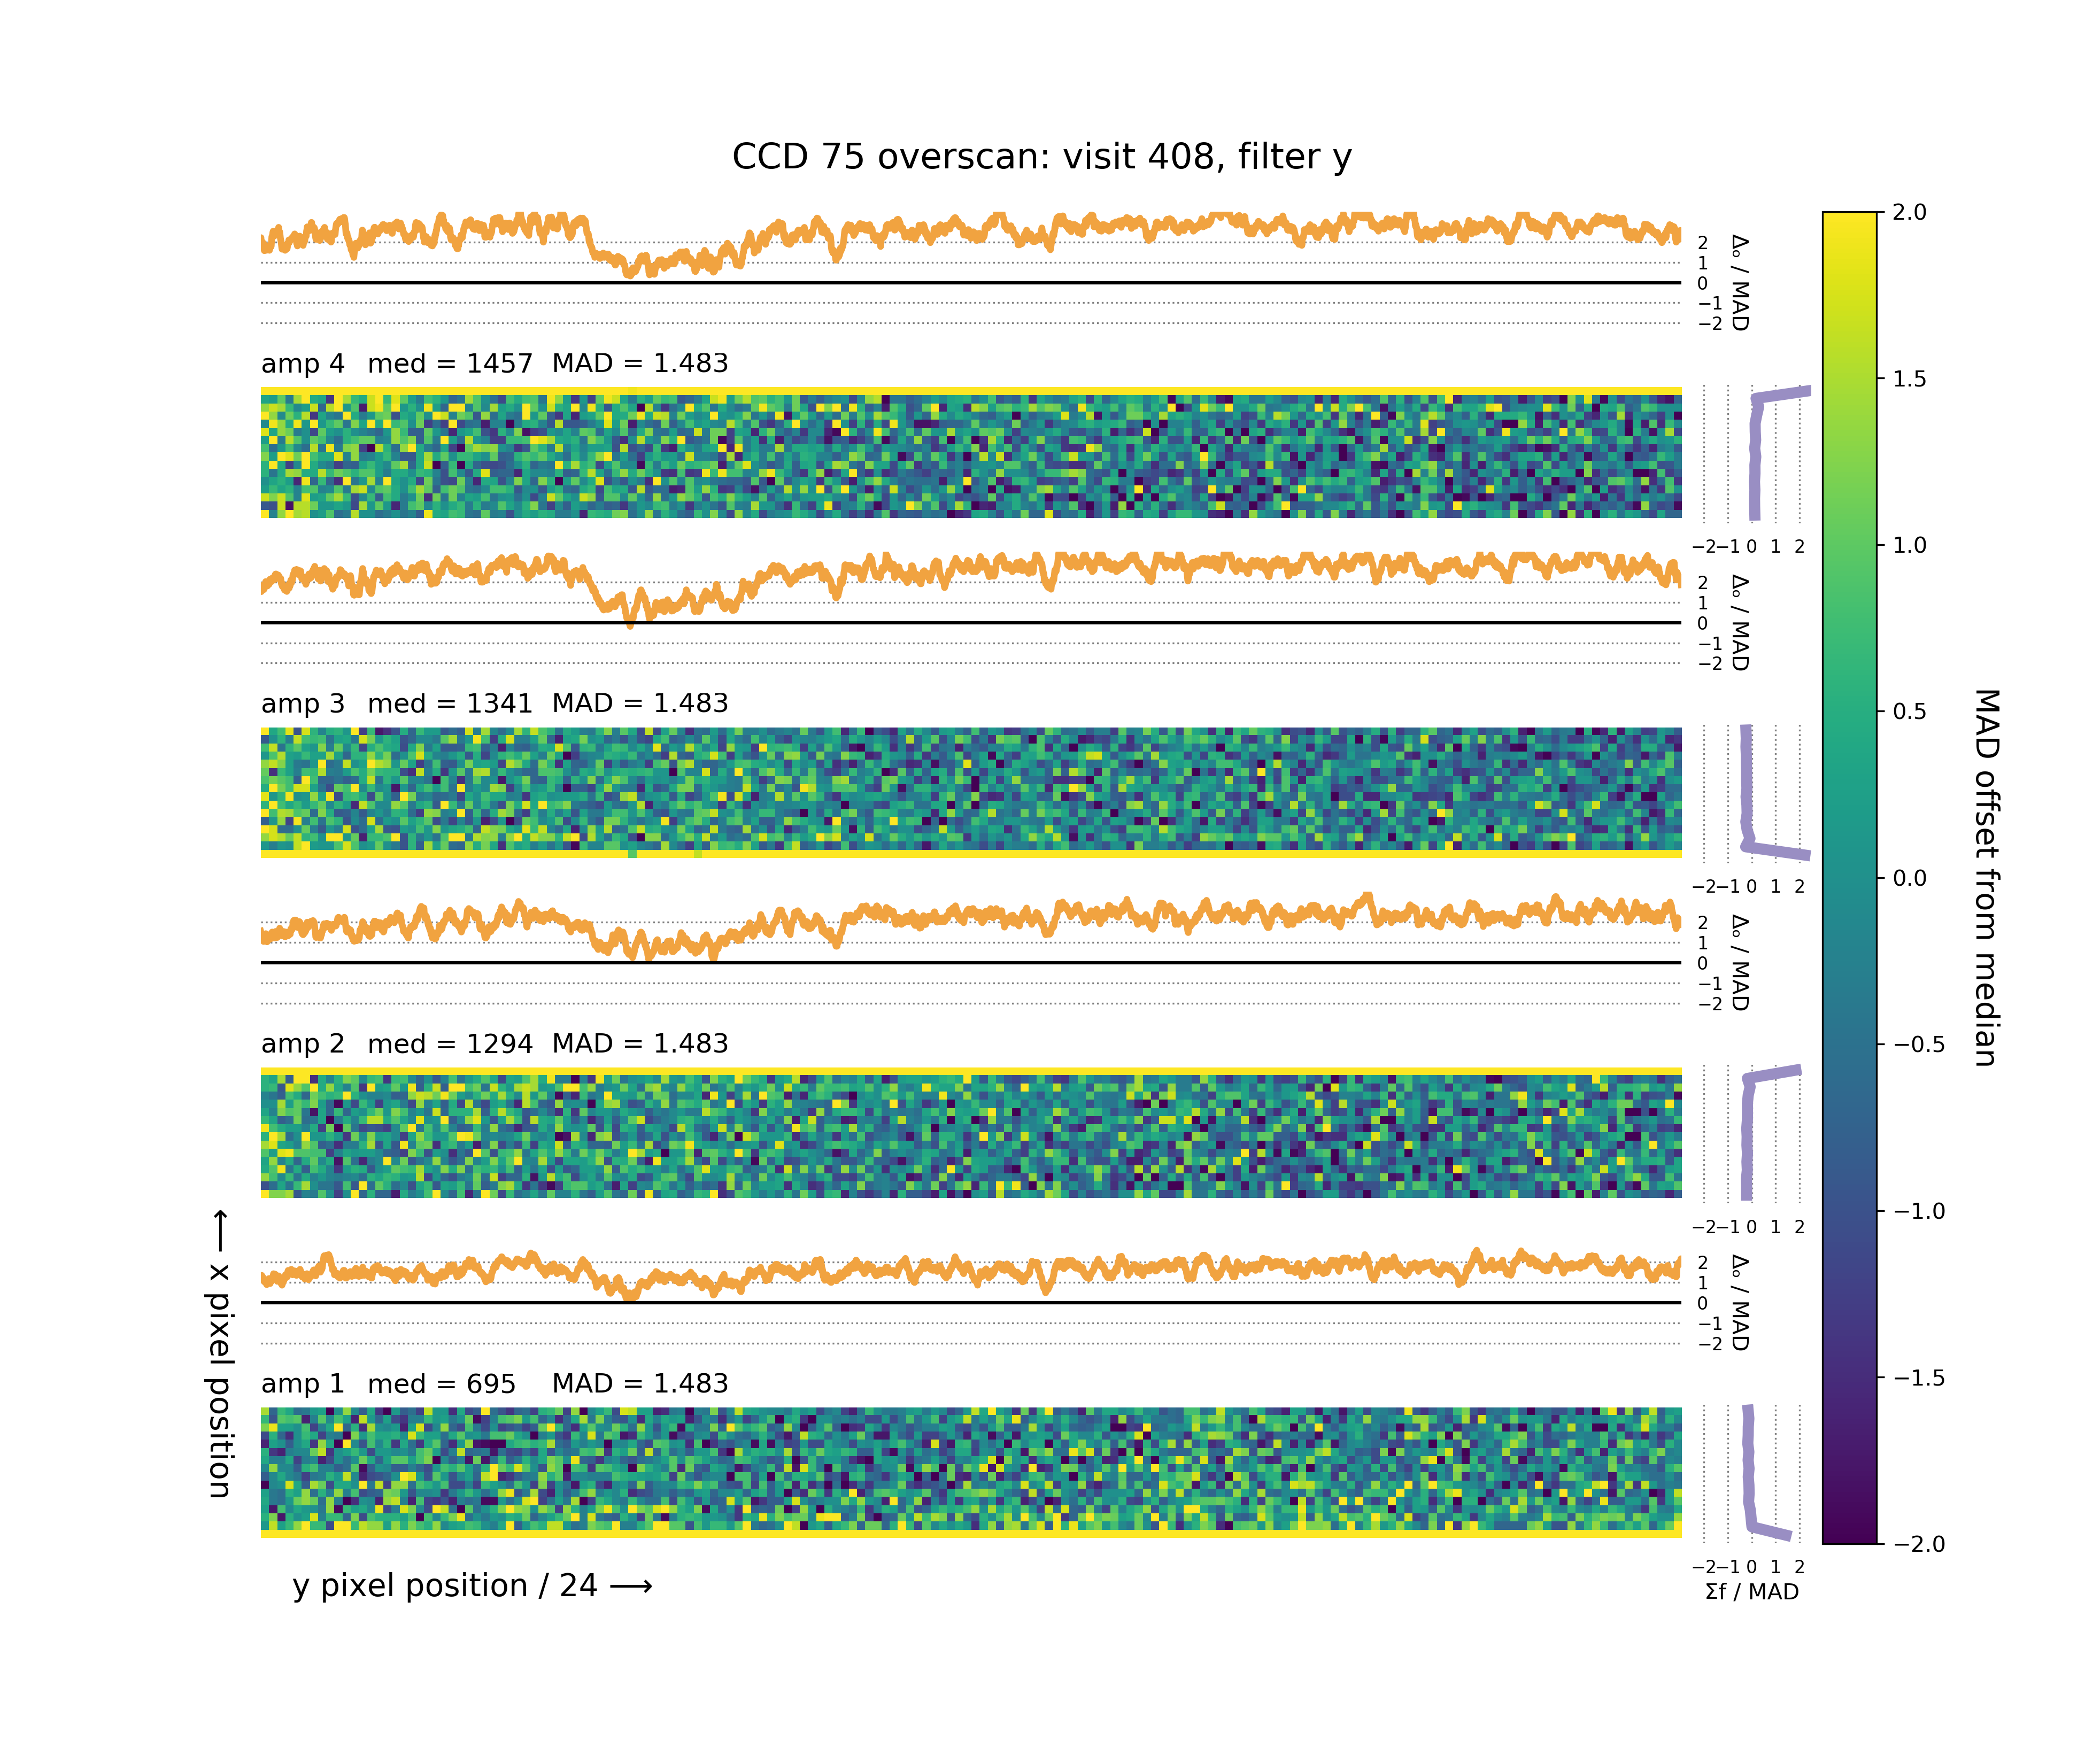 CCD 75 overscan: visit 408, filter y
2
1
0
−1
−2
Δₒ / MAD
amp 4 med = 1457 MAD = 1.483
−2 −1 0 1 2
2
1
0
−1
−2
Δₒ / MAD
amp 3 med = 1341 MAD = 1.483
−2 −1 0 1 2
2
1
0
−1
−2
Δₒ / MAD
amp 2 med = 1294 MAD = 1.483
−2 −1 0 1 2
2
1
0
−1
−2
Δₒ / MAD
amp 1 med = 695 MAD = 1.483
−2 −1 0 1 2
Σf / MAD
y pixel position / 24 ⟶
⟵ x pixel position
2.0
1.5
1.0
0.5
0.0
−0.5
−1.0
−1.5
−2.0
MAD offset from median